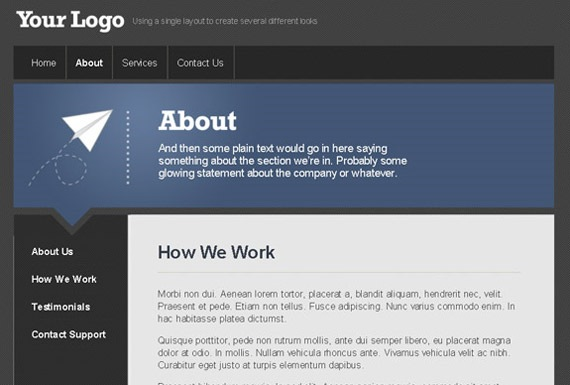 Your Logo Using a single layout to create several different looks
Home About Services Contact Us
About
And then some plain text would go in here saying
something about the section we're in. Probably some
glowing statement about the company or whatever.
About Us
How We Work
Testimonials
Contact Support
How We Work
Morbi non dui. Aenean lorem tortor, placerat a, blandit aliquam, hendrerit nec, velit.
Praesent et pede. Etiam non tellus. Fusce adipiscing. Nunc varius commodo enim. In
hac habitasse platea dictumst.
Quisque porttitor, pede non rutrum mollis, ante dui semper libero, eu placerat magna
dolor at odio. In mollis. Nullam vehicula rhoncus ante. Vivamus vehicula velit ac nibh.
Curabitur eget justo at turpis elementum dapibus.